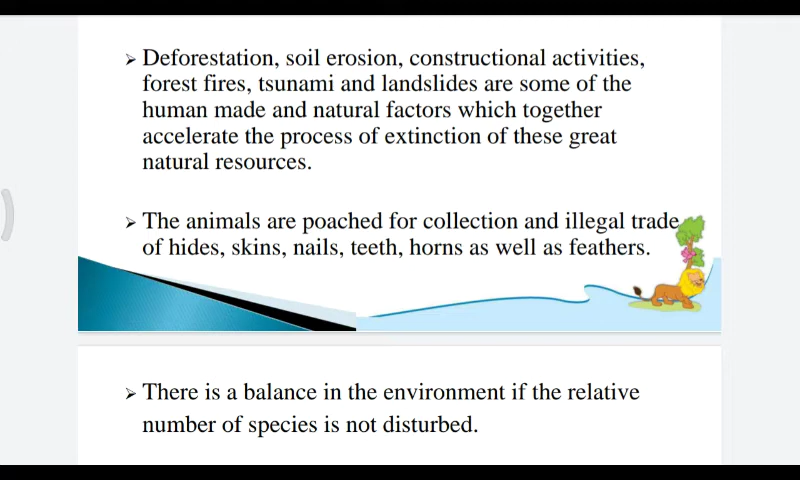 ➢ Deforestation, soil erosion, constructional activities,
forest fires, tsunami and landslides are some of the
human made and natural factors which together
accelerate the process of extinction of these great
natural resources.
➢ The animals are poached for collection and illegal trade
of hides, skins, nails, teeth, horns as well as feathers.
➢ There is a balance in the environment if the relative
number of species is not disturbed.